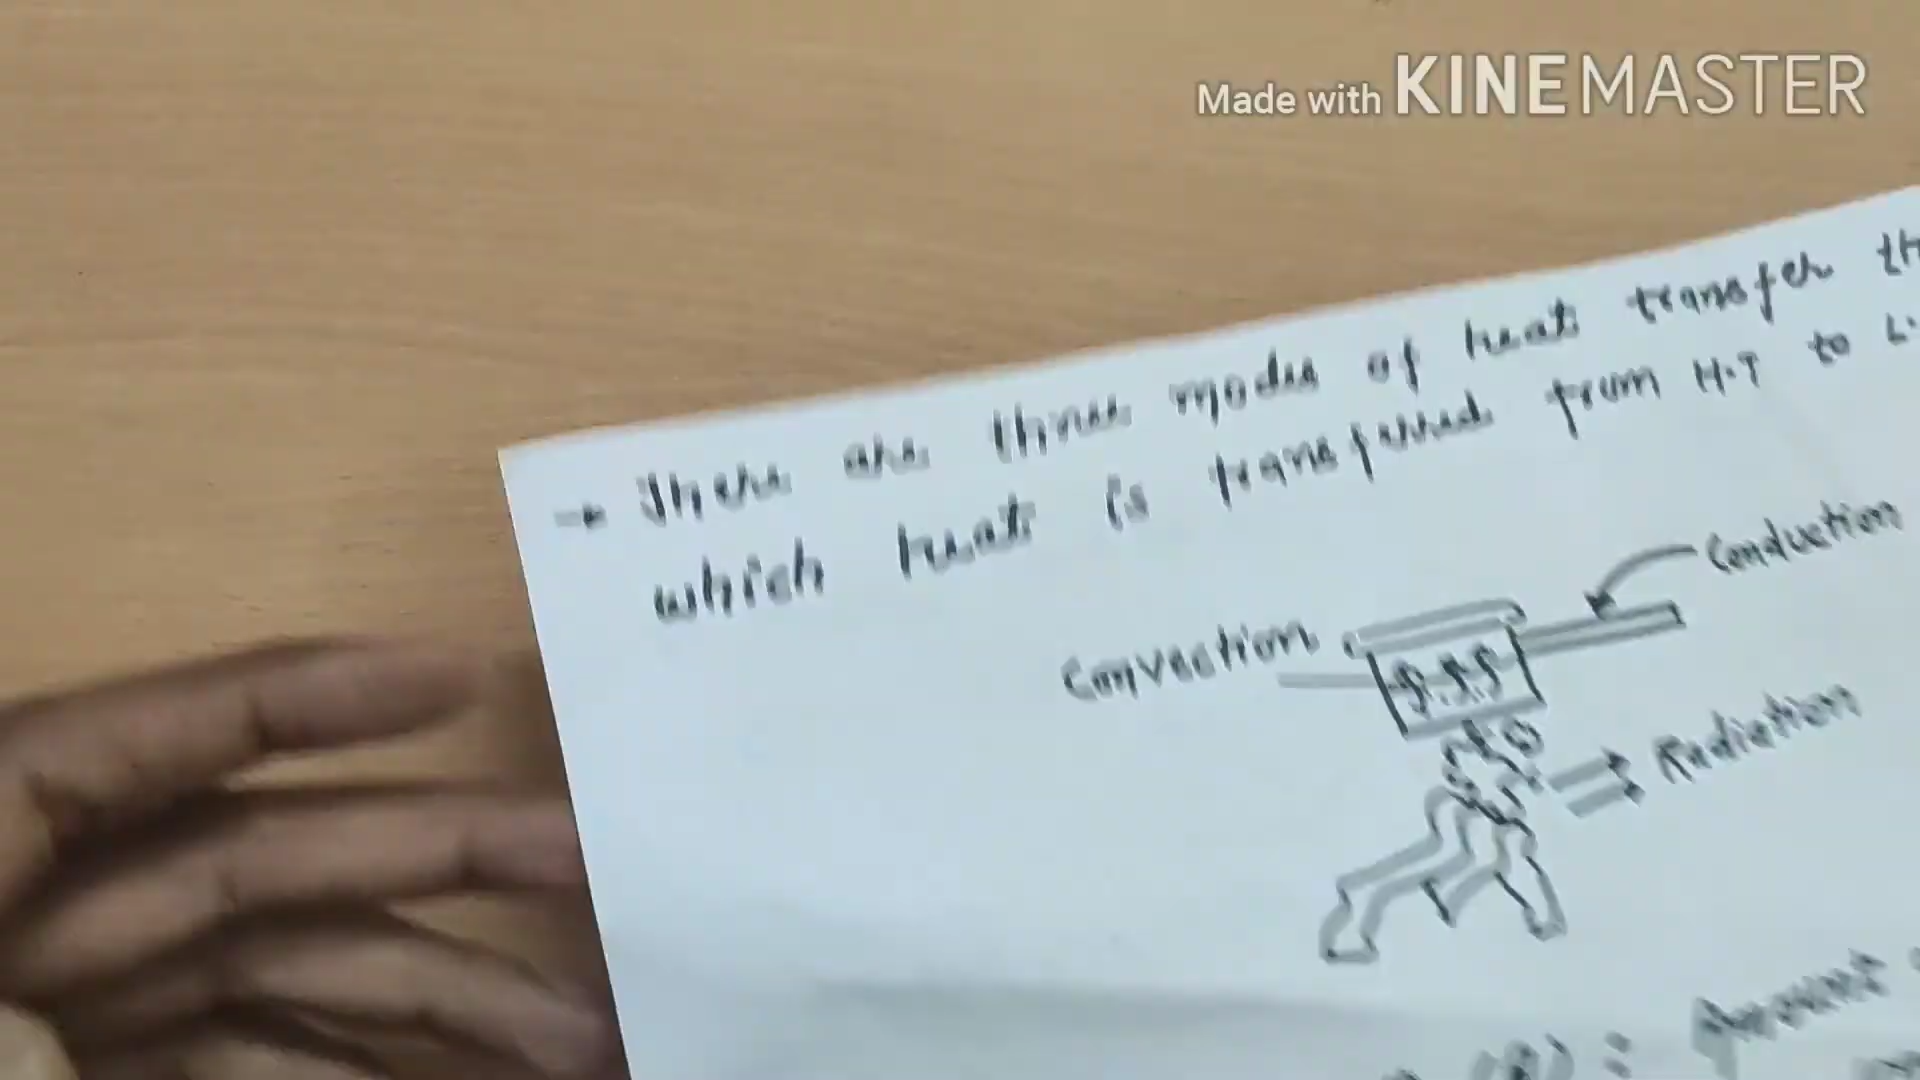 Made with KINEMASTER
→ There are three modes of heat transfer
which heat is transferred from H.T to
Conduction
Convection
Radiation
: Amount